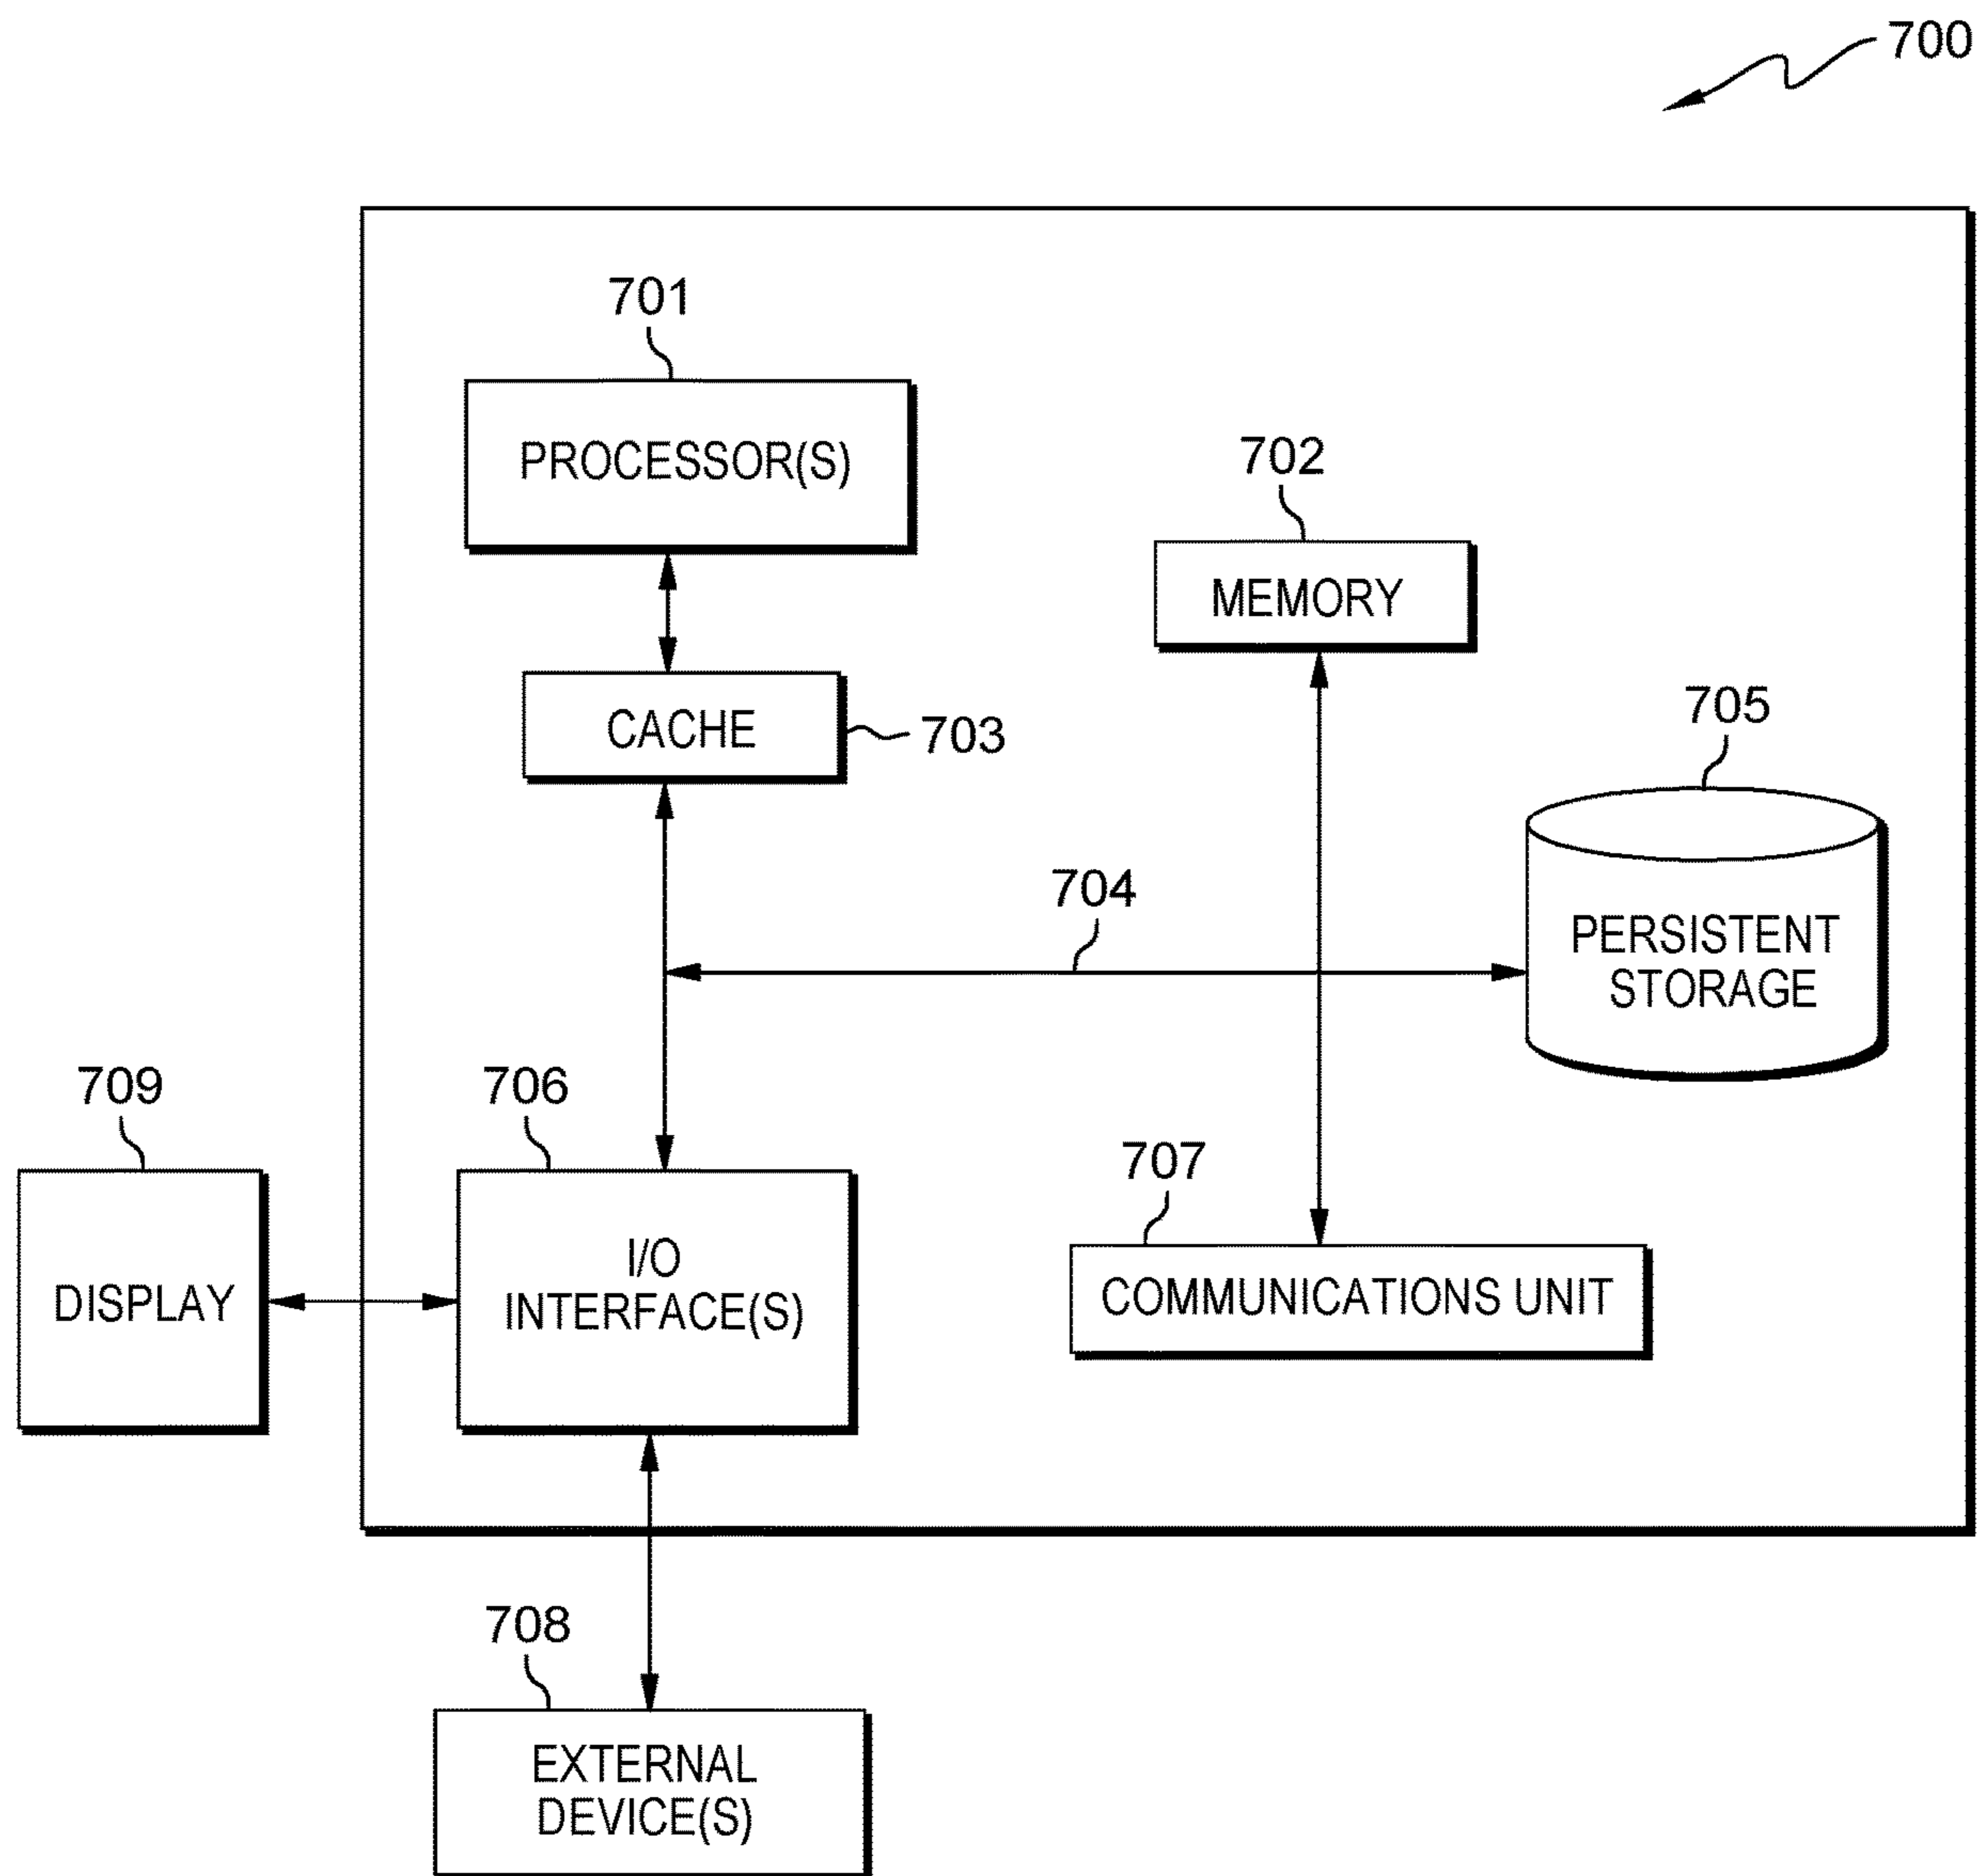 700
701
PROCESSOR(S)
702
MEMORY
CACHE
703
705
704
PERSISTENT
STORAGE
709
706
707
DISPLAY
I/O
INTERFACE(S)
COMMUNICATIONS UNIT
708
EXTERNAL
DEVICE(S)